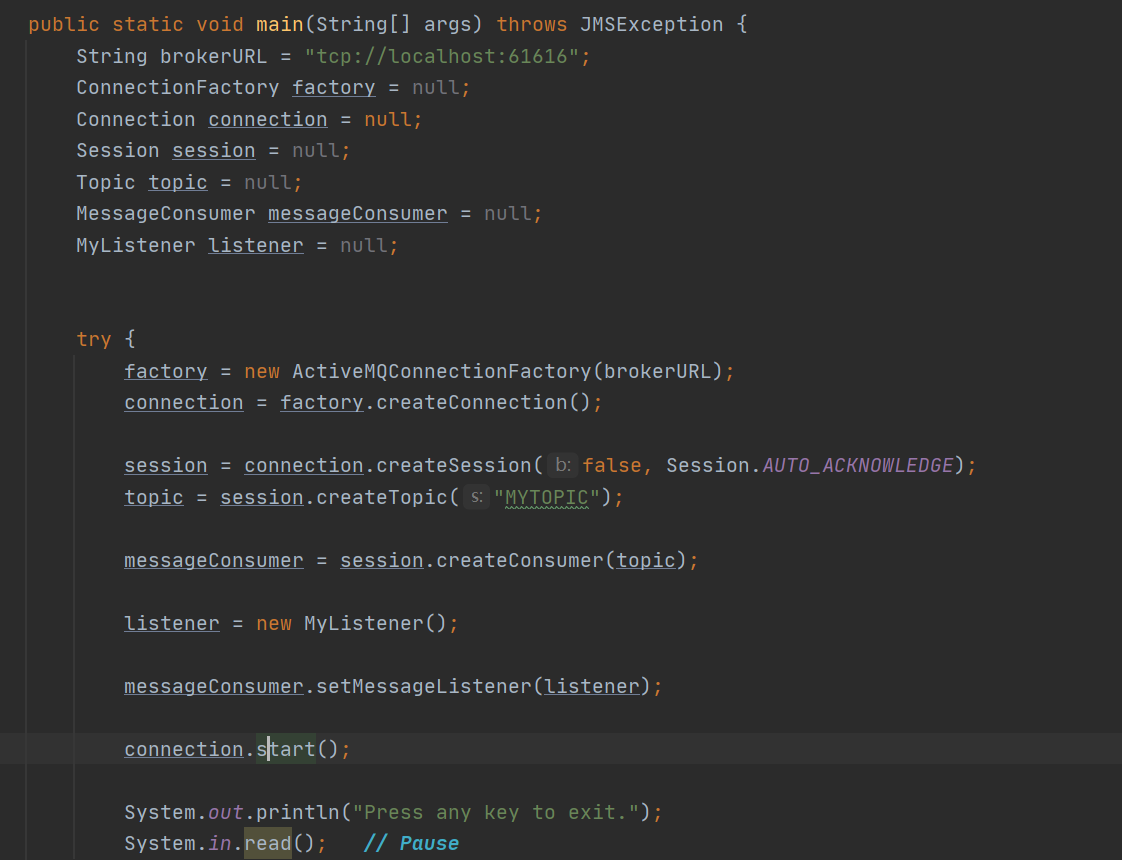 public static void main(String[] args) throws JMSException {
String brokerURL = "tcp://localhost:61616";
ConnectionFactory factory = null;
Connection connection = null;
Session session = null;
Topic topic = null;
MessageConsumer messageConsumer = null;
MyListener listener = null;
try {
factory = new ActiveMQConnectionFactory(brokerURL);
connection = factory.createConnection();
session = connection.createSession( b: false, Session.AUTO_ACKNOWLEDGE);
topic = session.createTopic( s: "MYTOPIC");
messageConsumer = session.createConsumer(topic);
listener = new MyListener();
messageConsumer.setMessageListener(listener);
connection.start();
System.out.println("Press any key to exit.");
System.in.read();   // Pause